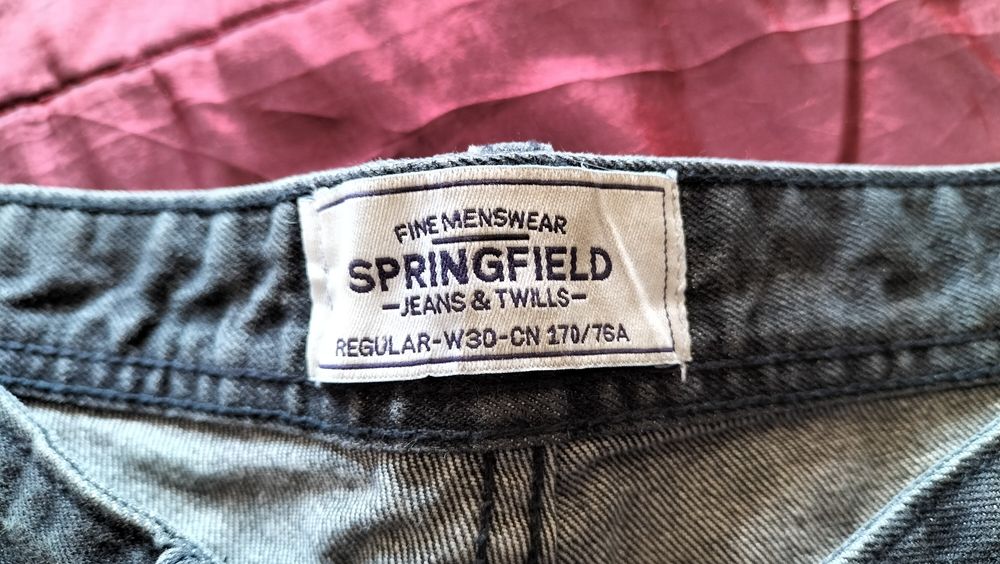 FINE MENSWEAR
SPRINGFIELD
-JEANS & TWILLS-
REGULAR-W30-CN 170/76A